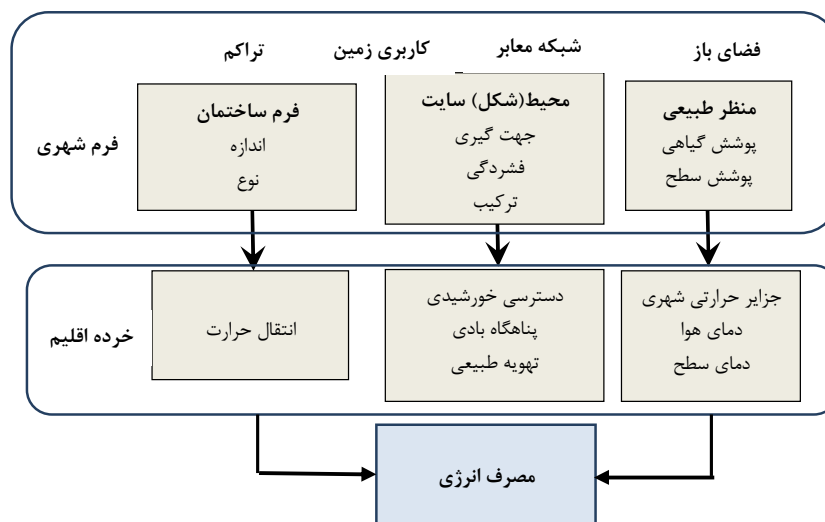 فضای باز
شبکه معابر
کاربری زمین
تراکم
فرم شهری
منظر طبیعی
پوشش گیاهی
پوشش سطح
محیط(شکل) سایت
جهت گیری
فشردگی
ترکیب
فرم ساختمان
اندازه
نوع
خرده اقلیم
جزایر حرارتی شهری
دمای هوا
دمای سطح
دسترسی خورشیدی
پناهگاه بادی
تهویه طبیعی
انتقال حرارت
مصرف انرژی